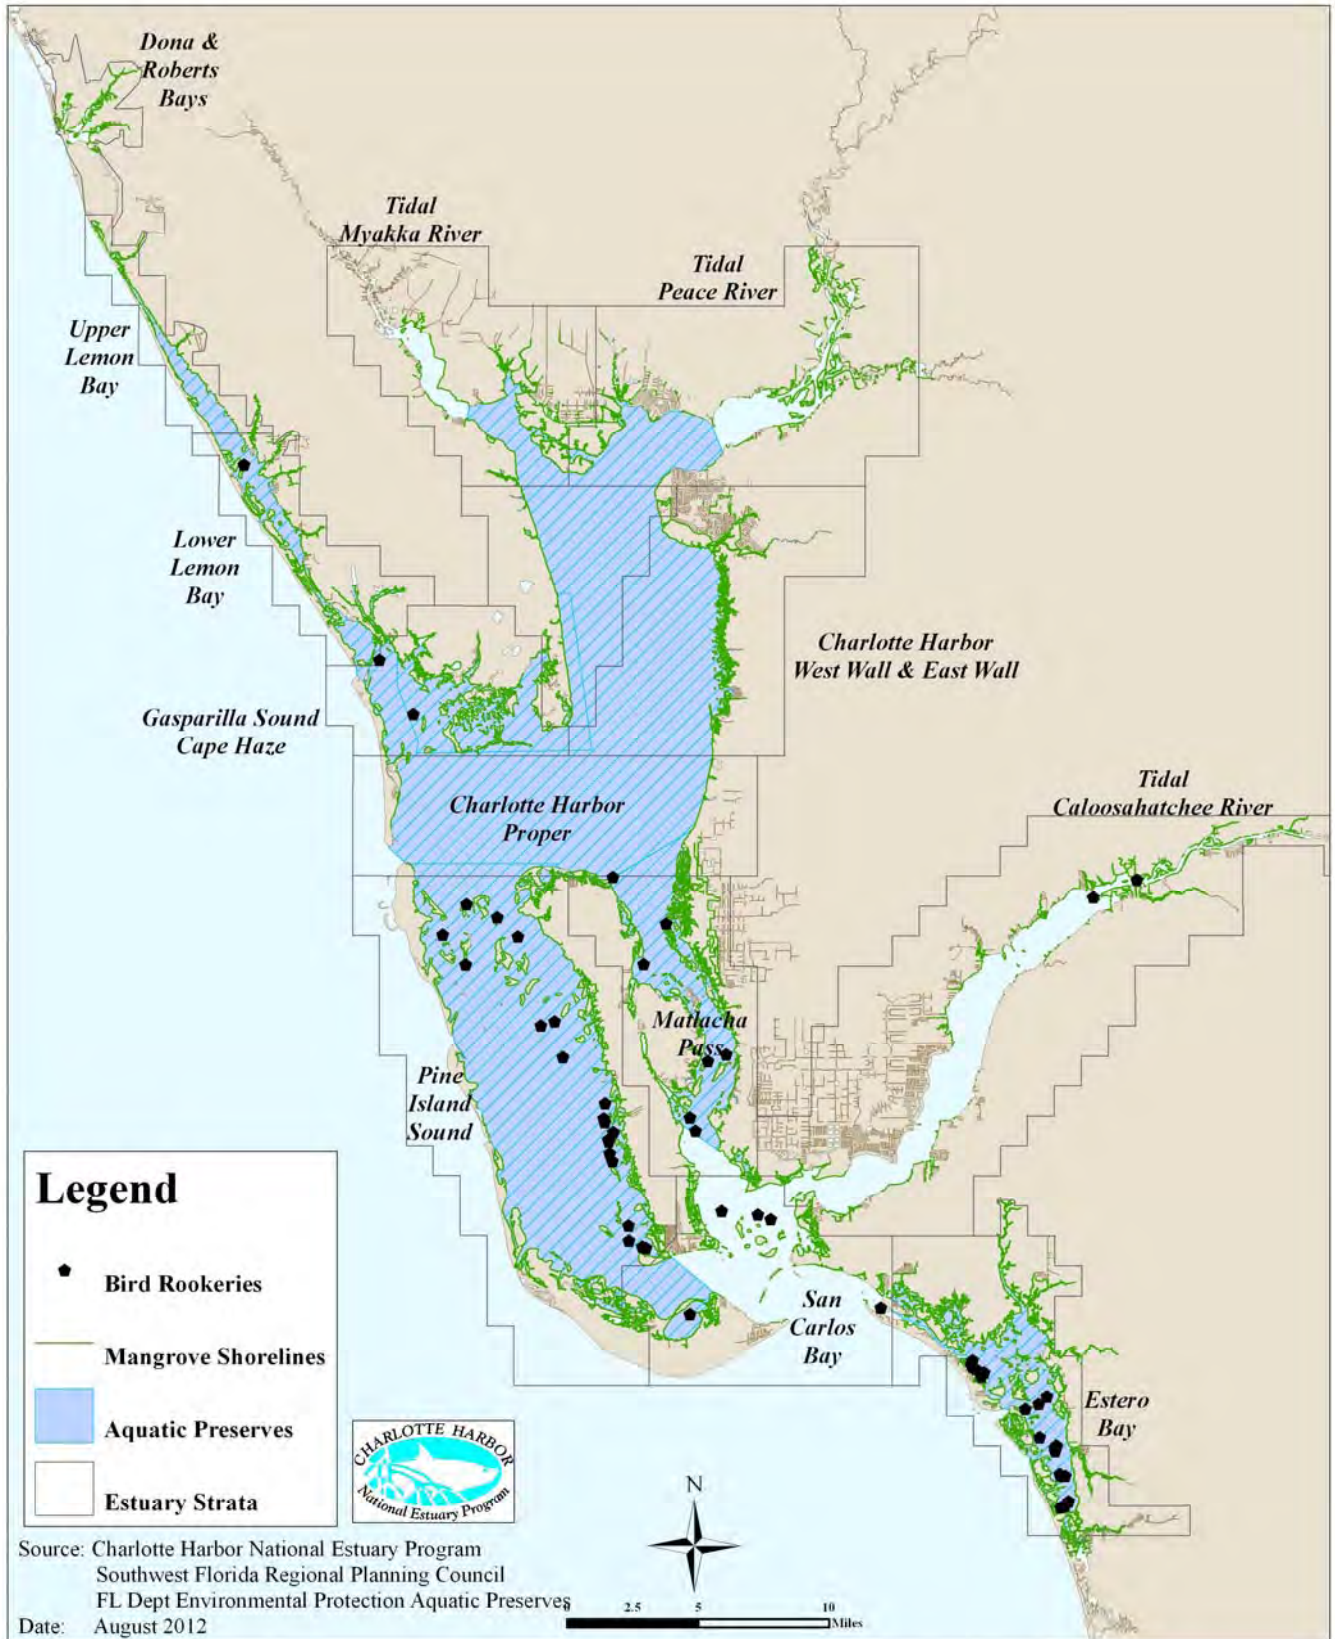 Dona &
Roberts
Bays
Tidal
Myakka River
Tidal
Peace River
Upper
Lemon
Bay
Lower
Lemon
Bay
Charlotte Harbor
West Wall & East Wall
Gasparilla Sound
Cape Haze
Charlotte Harbor
Proper
Tidal
Caloosahatchee River
Matlacha
Pass
Pine
Island
Sound
San
Carlos
Bay
Estero
Bay
Legend
Bird Rookeries
Mangrove Shorelines
Aquatic Preserves
Estuary Strata
CHARLOTTE HARBOR
National Estuary Program
N
Source: Charlotte Harbor National Estuary Program
Southwest Florida Regional Planning Council
FL Dept Environmental Protection Aquatic Preserves
Date: August 2012
0 2.5 5 10
Miles